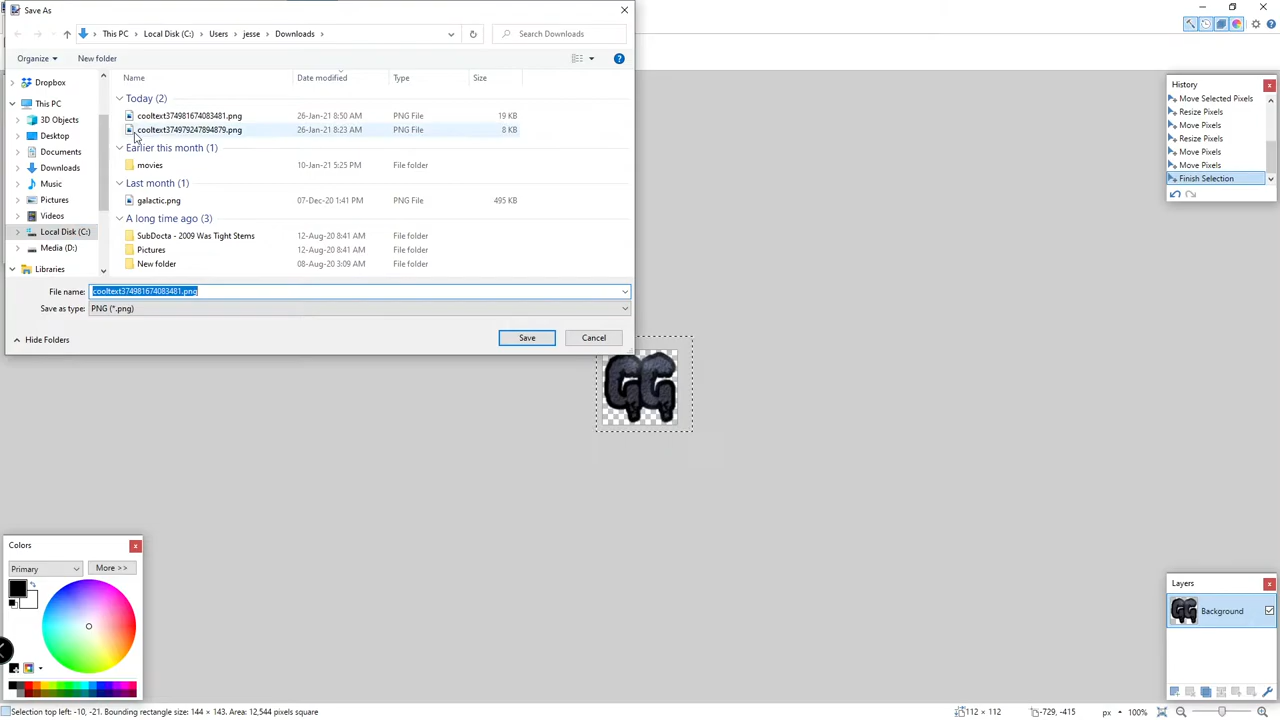 Save As
This PC
Local Disk (C:)
Users
jesse
Downloads
Search Downloads
Organize
New folder
Name
Date modified
Type
Size
Dropbox
This PC
3D Objects
Desktop
Documents
Downloads
Music
Pictures
Videos
Local Disk (C:)
Media (D:)
Libraries
Today (2)
cooltext374981674083481.png 26-Jan-21 8:50 AM PNG File 19 KB
cooltext374979247894879.png 26-Jan-21 8:23 AM PNG File 8 KB
Earlier this month (1)
movies 10-Jan-21 5:25 PM File folder
Last month (1)
galactic.png 07-Dec-20 1:41 PM PNG File 495 KB
A long time ago (3)
SubDocta - 2009 Was Tight Stems 12-Aug-20 8:41 AM File folder
Pictures 12-Aug-20 8:41 AM File folder
New folder 08-Aug-20 3:09 AM File folder
File name: cooltext374981674083481.png
Save as type: PNG (*.png)
Hide Folders
Save
Cancel
GG
History
Move Selected Pixels
Resize Pixels
Move Pixels
Resize Pixels
Move Pixels
Move Pixels
Finish Selection
Colors
Primary
More >>
Layers
GG
Background
Selection top left: -10, -21. Bounding rectangle size: 144 × 143. Area: 12,544 pixels square
112 × 112
-729, -415
px
100%